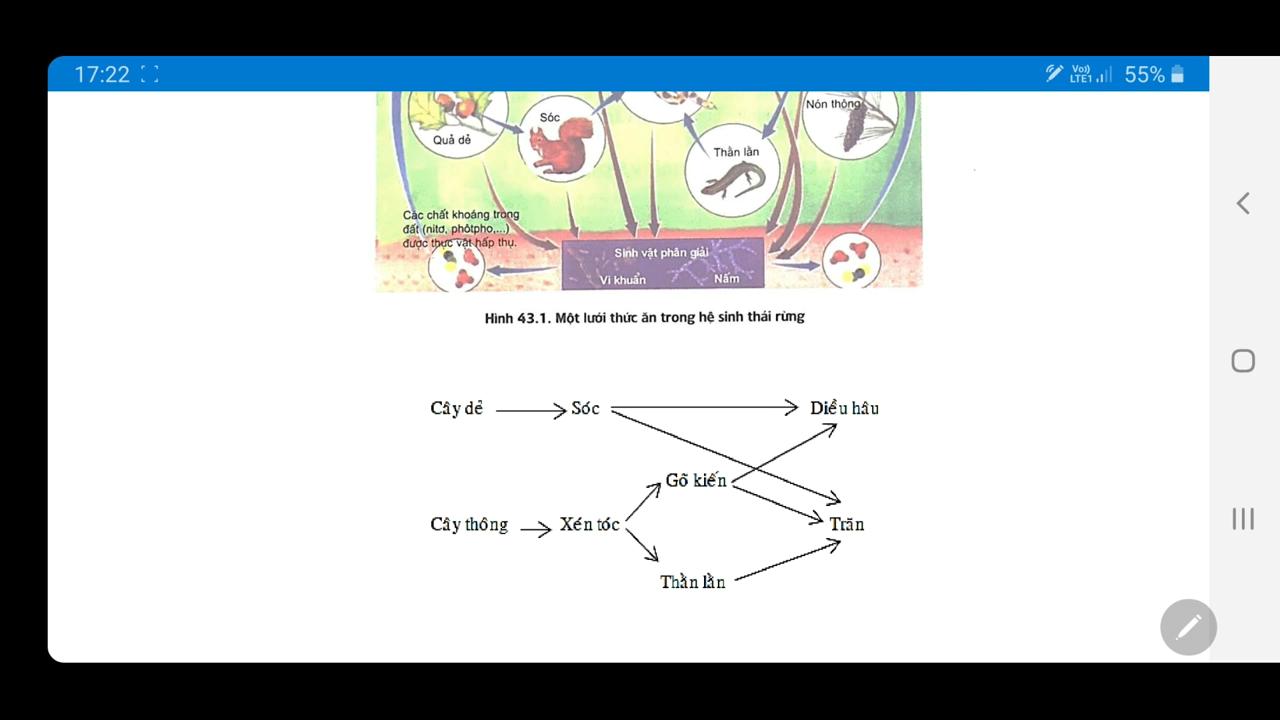 17:22
Vo))
LTE1
55%
Nón thông
Sóc
Quả dẻ
Thằn lằn
Các chất khoáng trong
đất (nitơ, phôtpho,...)
được thực vật hấp thụ.
Sinh vật phân giải
Vi khuẩn
Nấm
Hình 43.1. Một lưới thức ăn trong hệ sinh thái rừng
Cây dẻ
Sóc
Diều hâu
Gõ kiến
Cây thông
Xén tóc
Trăn
Thằn lằn